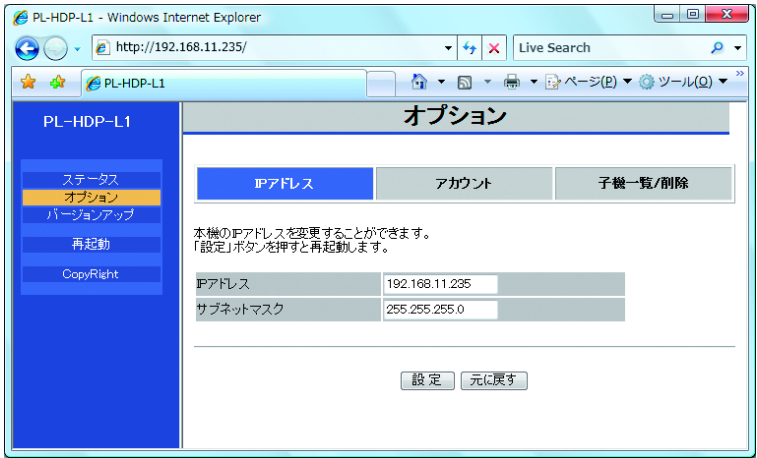 PL-HDP-L1 - Windows Internet Explorer
http://192.168.11.235/
Live Search
PL-HDP-L1
ページ(P)
ツール(O)
»
PL-HDP-L1
ステータス
オプション
バージョンアップ
再起動
CopyRight
オプション
IPアドレス
アカウント
子機一覧/削除
本機のIPアドレスを変更することができます。
「設定」ボタンを押すと再起動します。
IPアドレス 192.168.11.235
サブネットマスク 255.255.255.0
設定 元に戻す